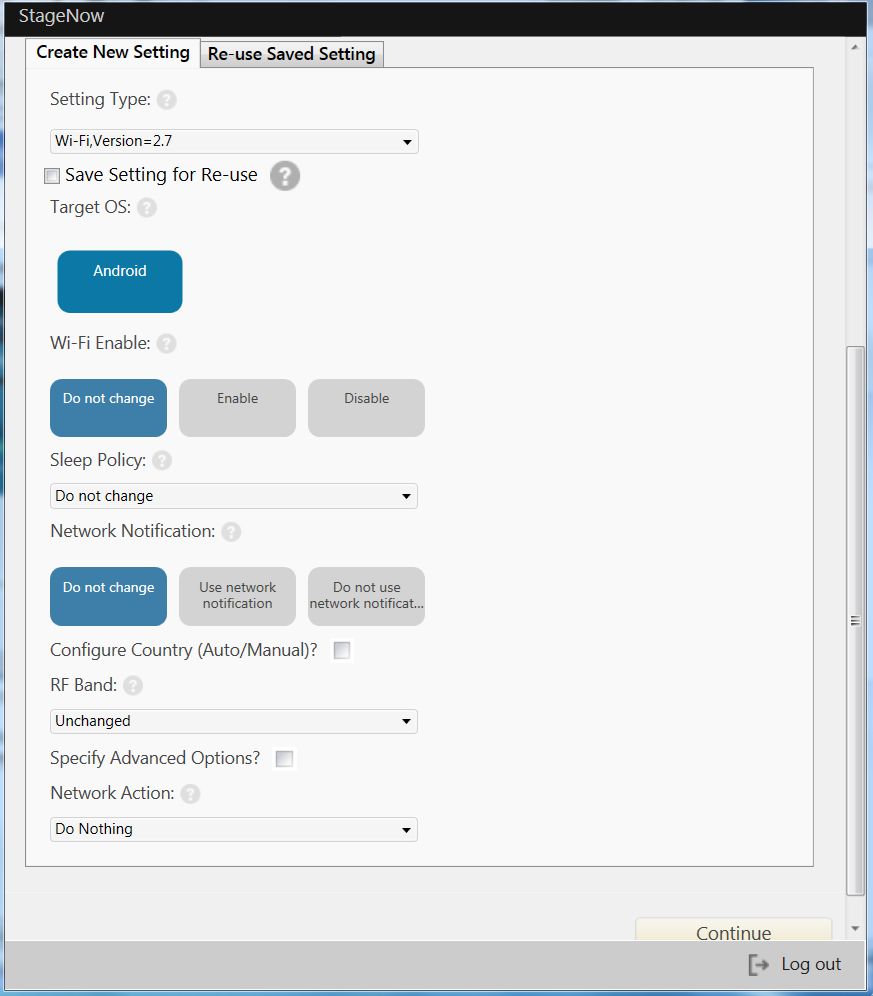 StageNow
Create New Setting
Re-use Saved Setting
Setting Type: ?
Wi-Fi,Version=2.7
Save Setting for Re-use ?
Target OS: ?
Android
Wi-Fi Enable: ?
Do not change
Enable
Disable
Sleep Policy: ?
Do not change
Network Notification: ?
Do not change
Use network
notification
Do not use
network notificat...
Configure Country (Auto/Manual)?
RF Band: ?
Unchanged
Specify Advanced Options?
Network Action: ?
Do Nothing
Continue
Log out